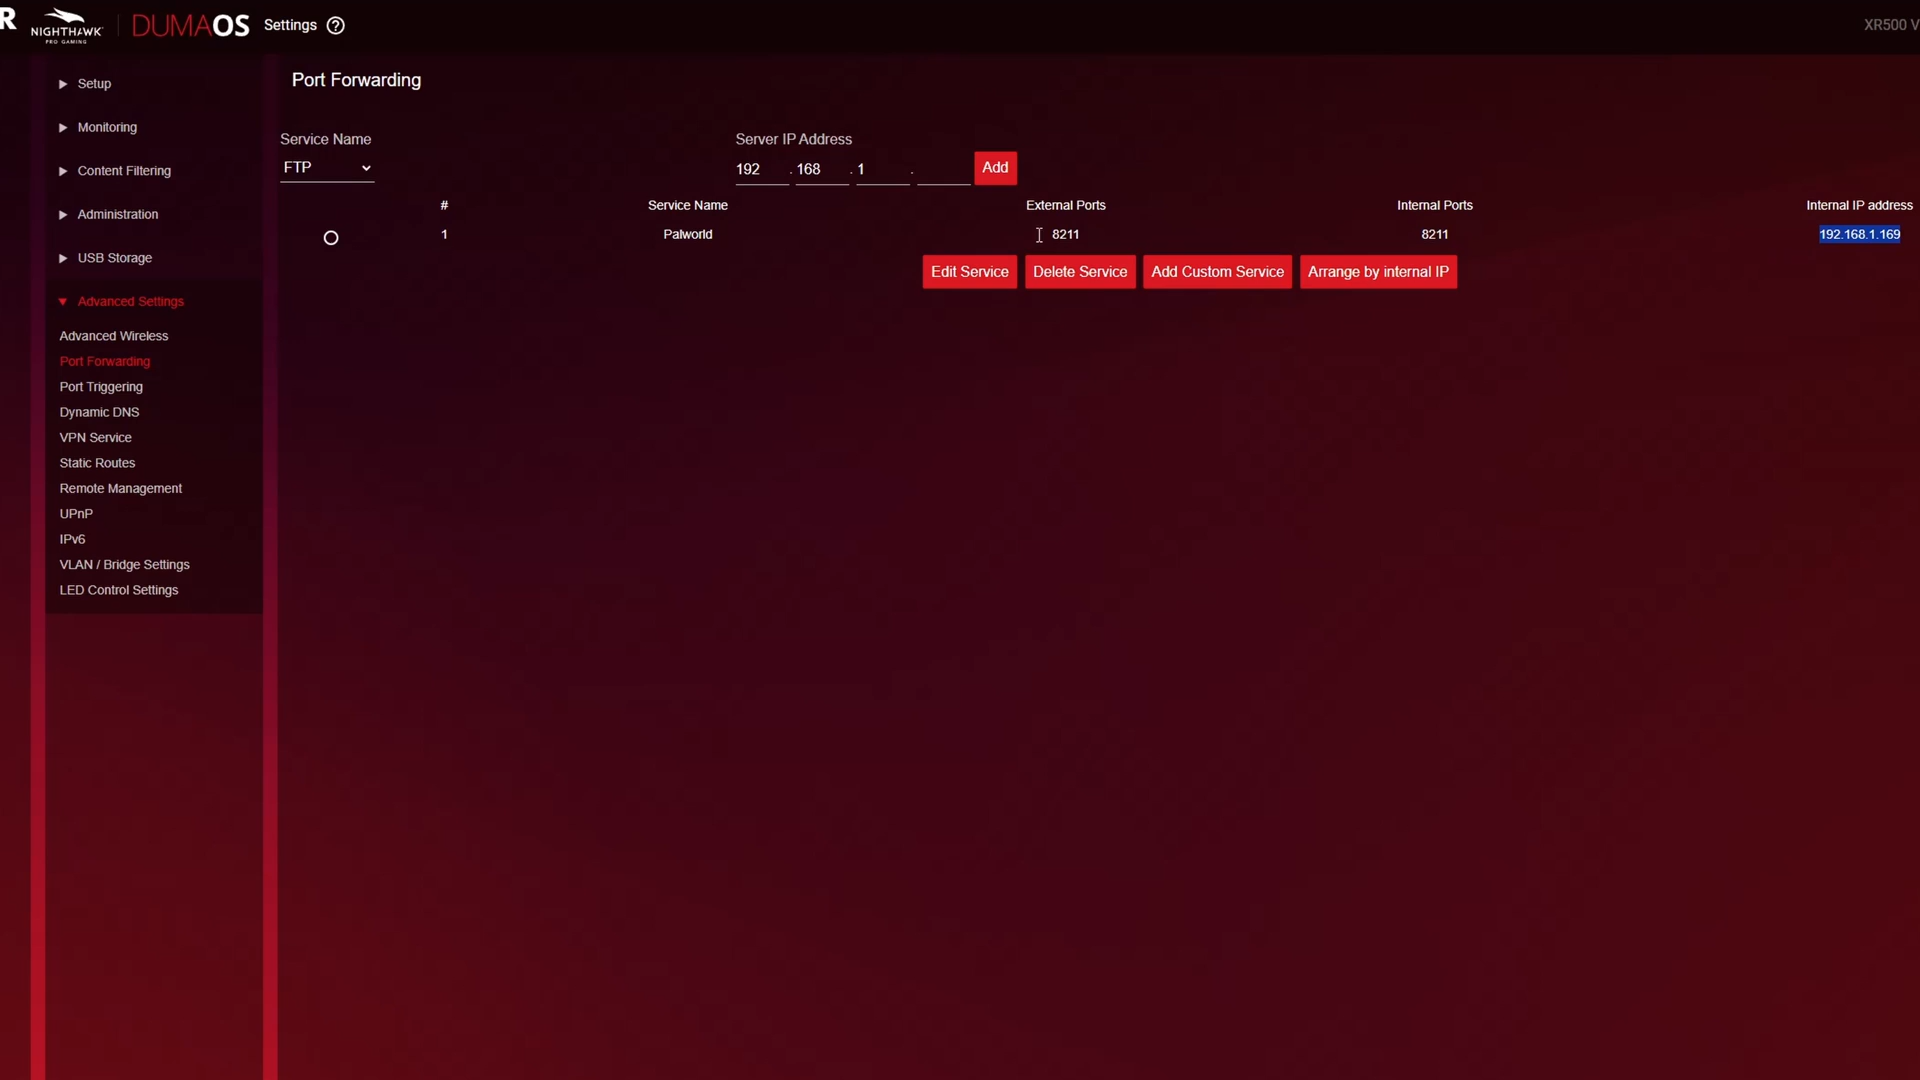 R NIGHTHAWK PRO GAMING DUMAOS Settings ? XR500 V
Setup
Monitoring
Content Filtering
Administration
USB Storage
Advanced Settings
Advanced Wireless
Port Forwarding
Port Triggering
Dynamic DNS
VPN Service
Static Routes
Remote Management
UPnP
IPv6
VLAN / Bridge Settings
LED Control Settings
Port Forwarding
Service Name Server IP Address
FTP 192 . 168 . 1 . Add
# Service Name External Ports Internal Ports Internal IP address
1 Palworld 8211 8211 192.168.1.169
Edit Service Delete Service Add Custom Service Arrange by internal IP